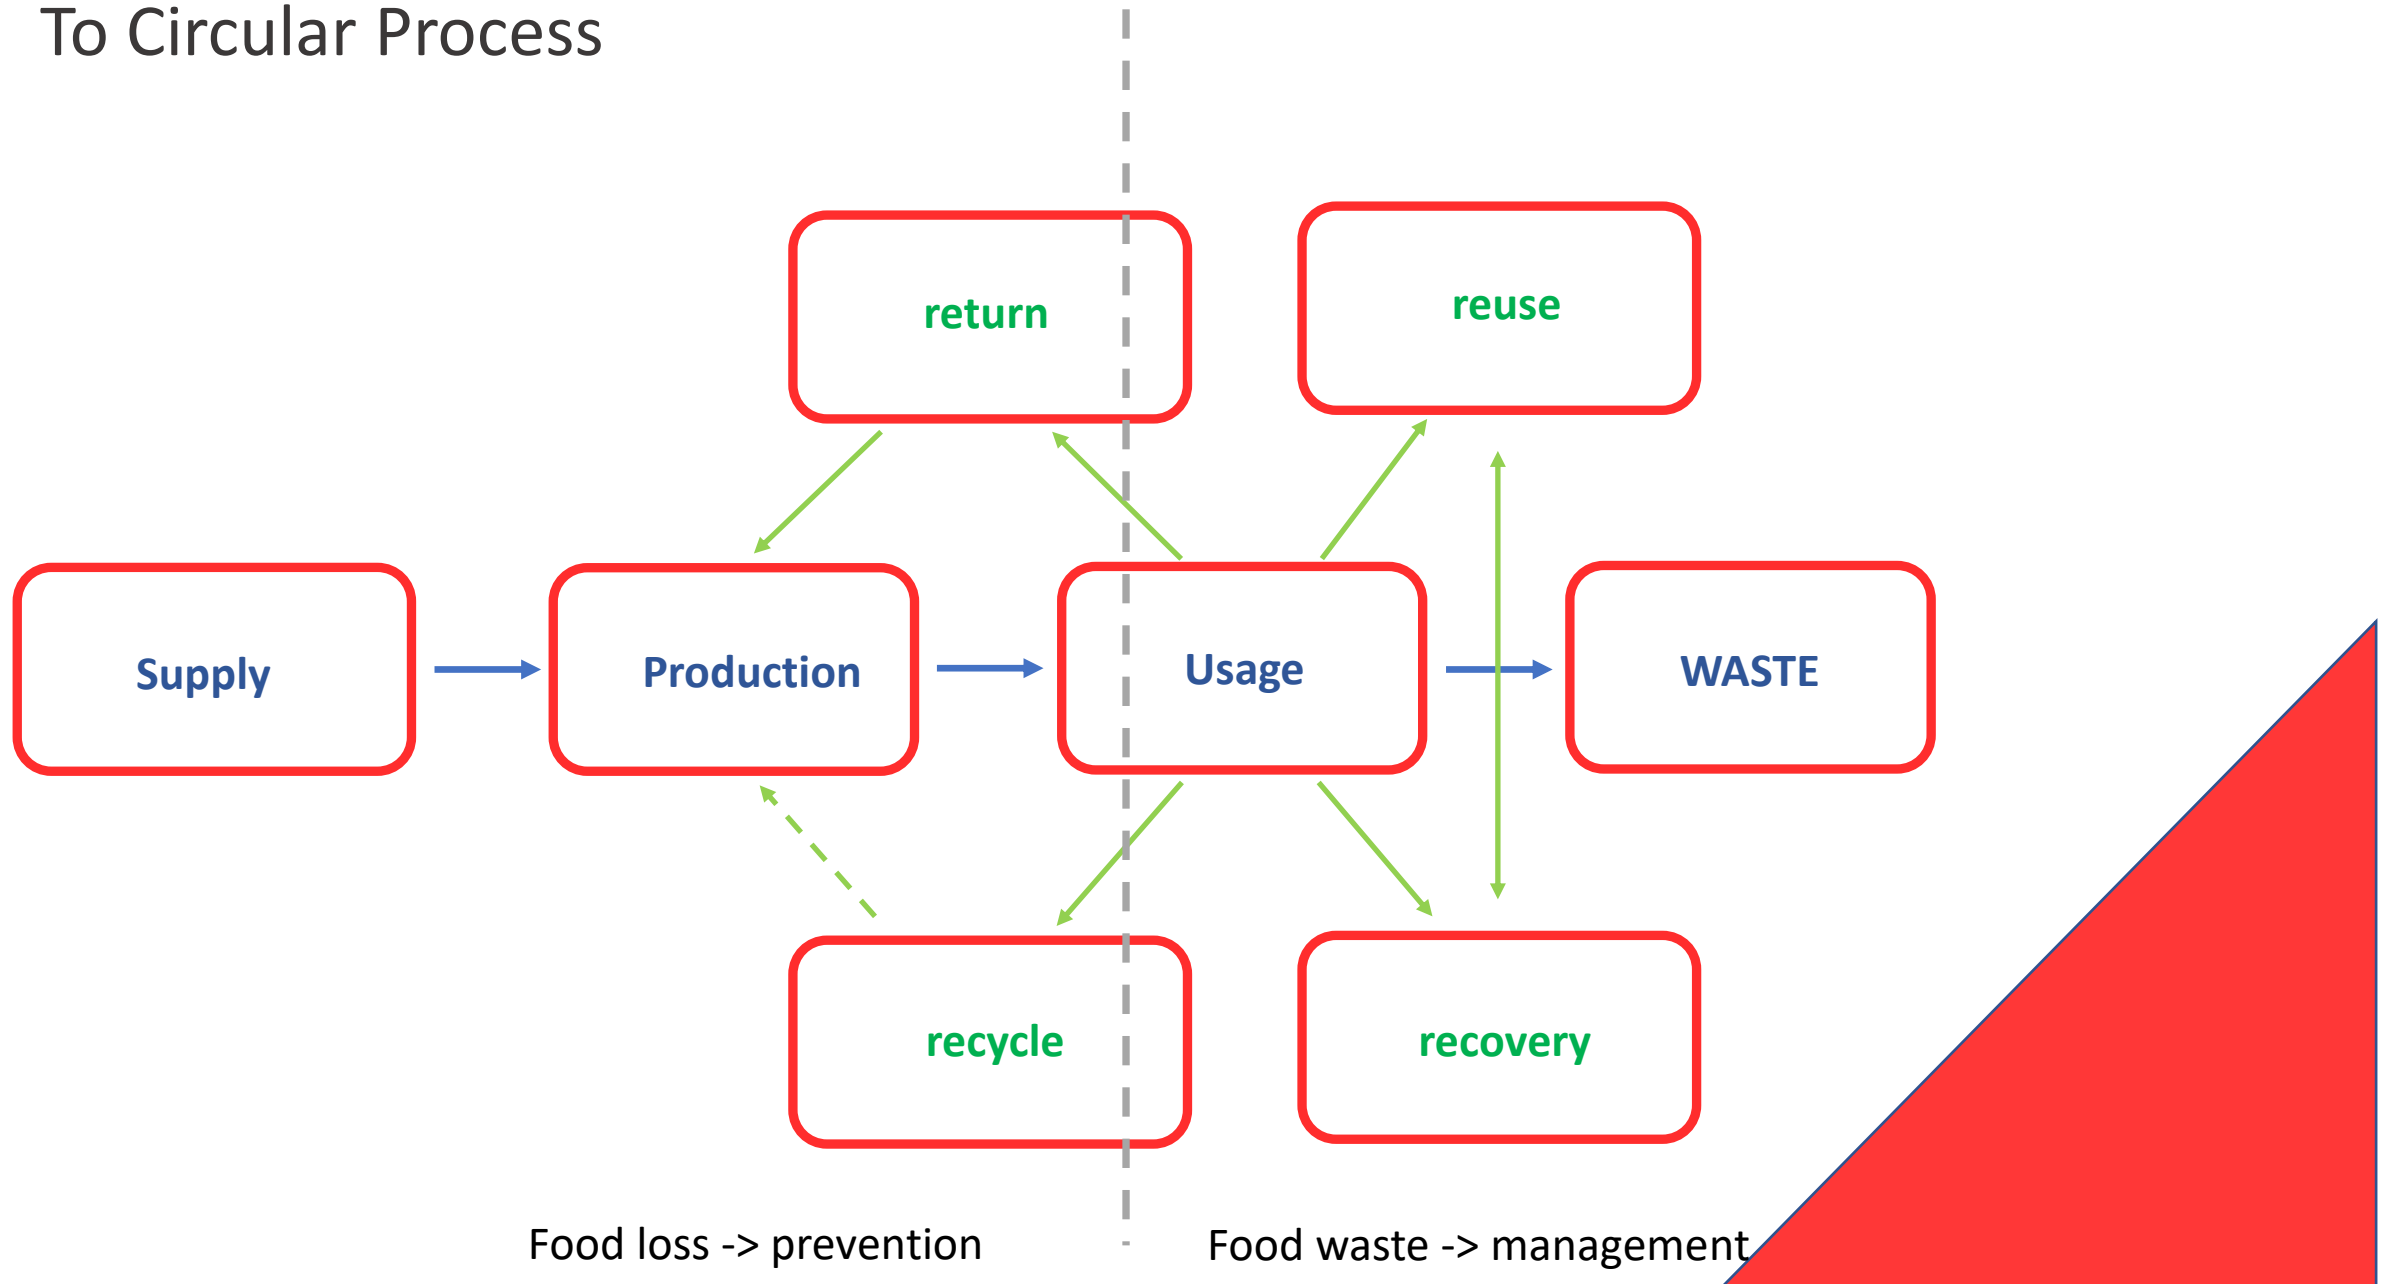 To Circular Process
return
reuse
Supply
Production
Usage
WASTE
recycle
recovery
Food loss -> prevention
Food waste -> management